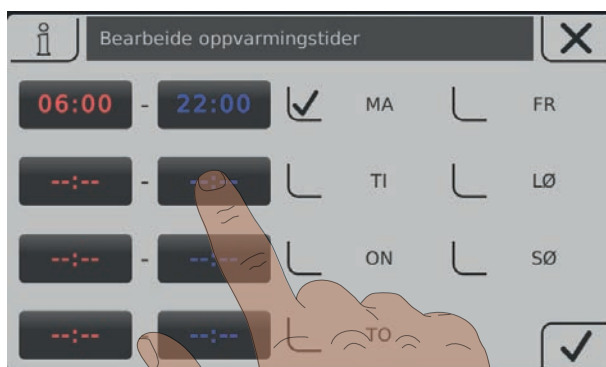 Bearbeide oppvarmingstider
06:00 - 22:00 MA FR
--:-- - --:-- TI LØ
--:-- - --:-- ON SØ
--:-- - --:-- TO